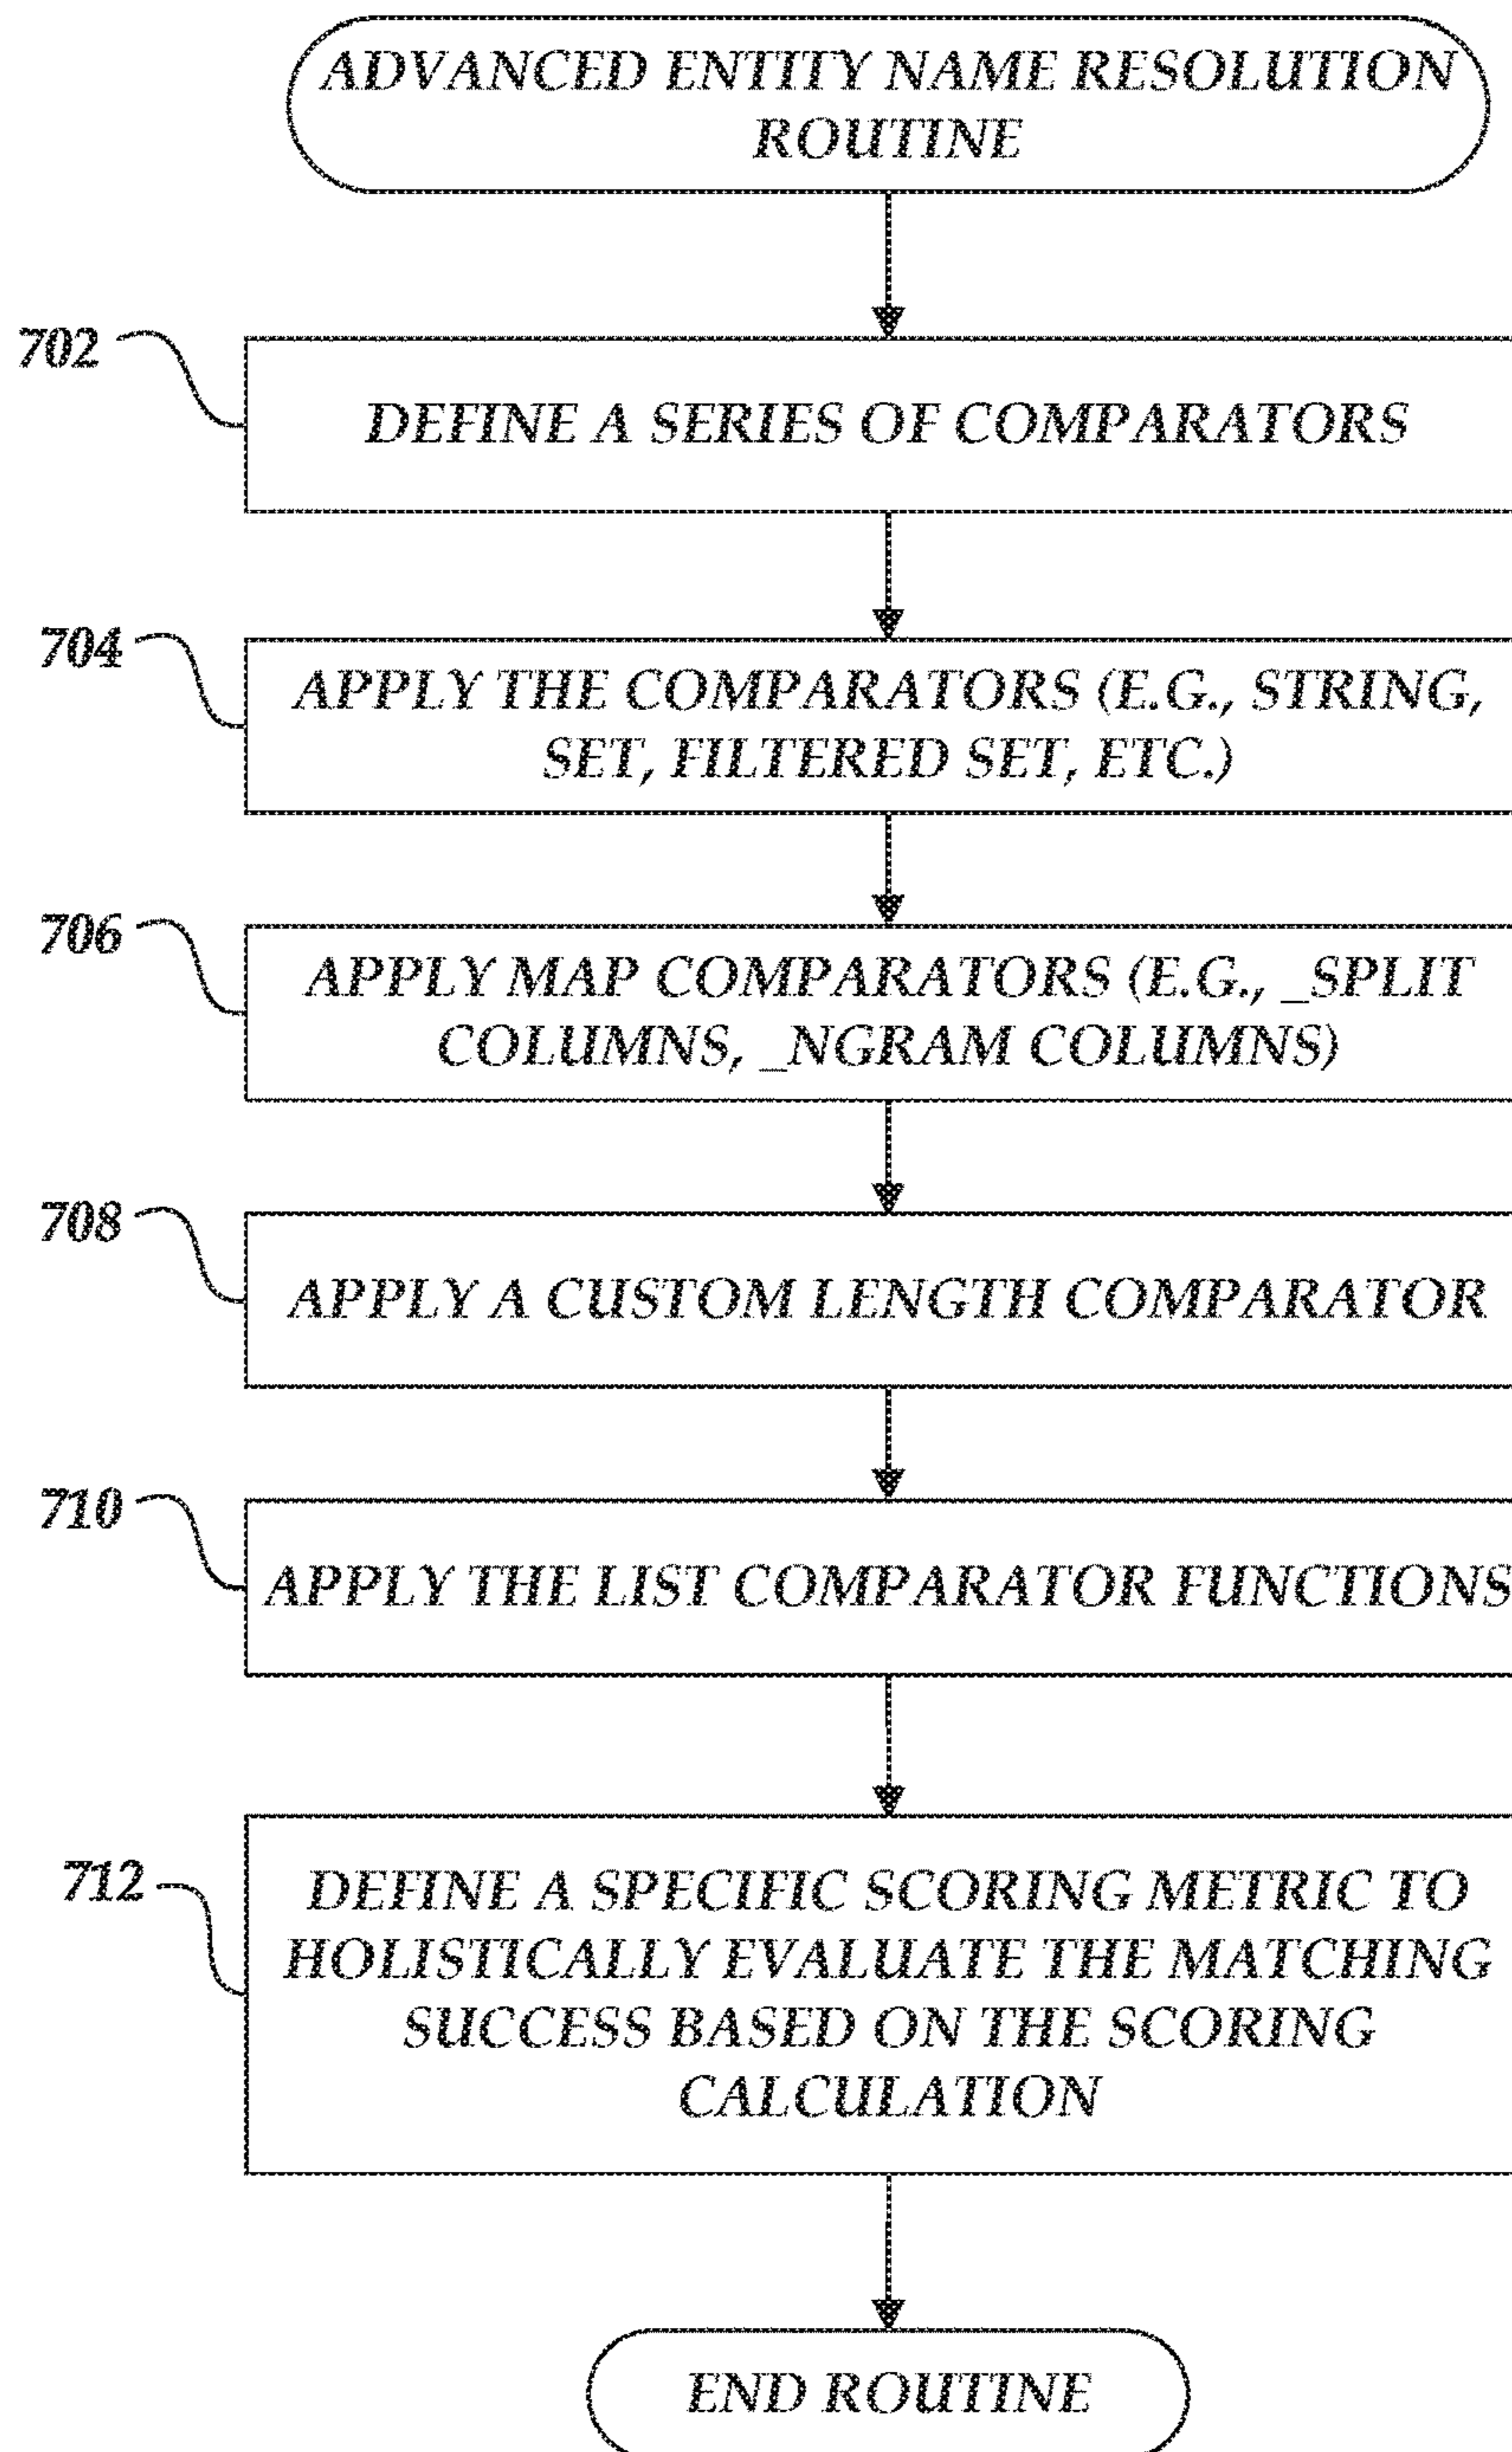 ADVANCED ENTITY NAME RESOLUTION
ROUTINE
702
DEFINE A SERIES OF COMPARATORS
704
APPLY THE COMPARATORS (E.G., STRING,
SET, FILTERED SET, ETC.)
706
APPLY MAP COMPARATORS (E.G., _SPLIT
COLUMNS, _NGRAM COLUMNS)
708
APPLY A CUSTOM LENGTH COMPARATOR
710
APPLY THE LIST COMPARATOR FUNCTIONS
712
DEFINE A SPECIFIC SCORING METRIC TO
HOLISTICALLY EVALUATE THE MATCHING
SUCCESS BASED ON THE SCORING
CALCULATION
END ROUTINE